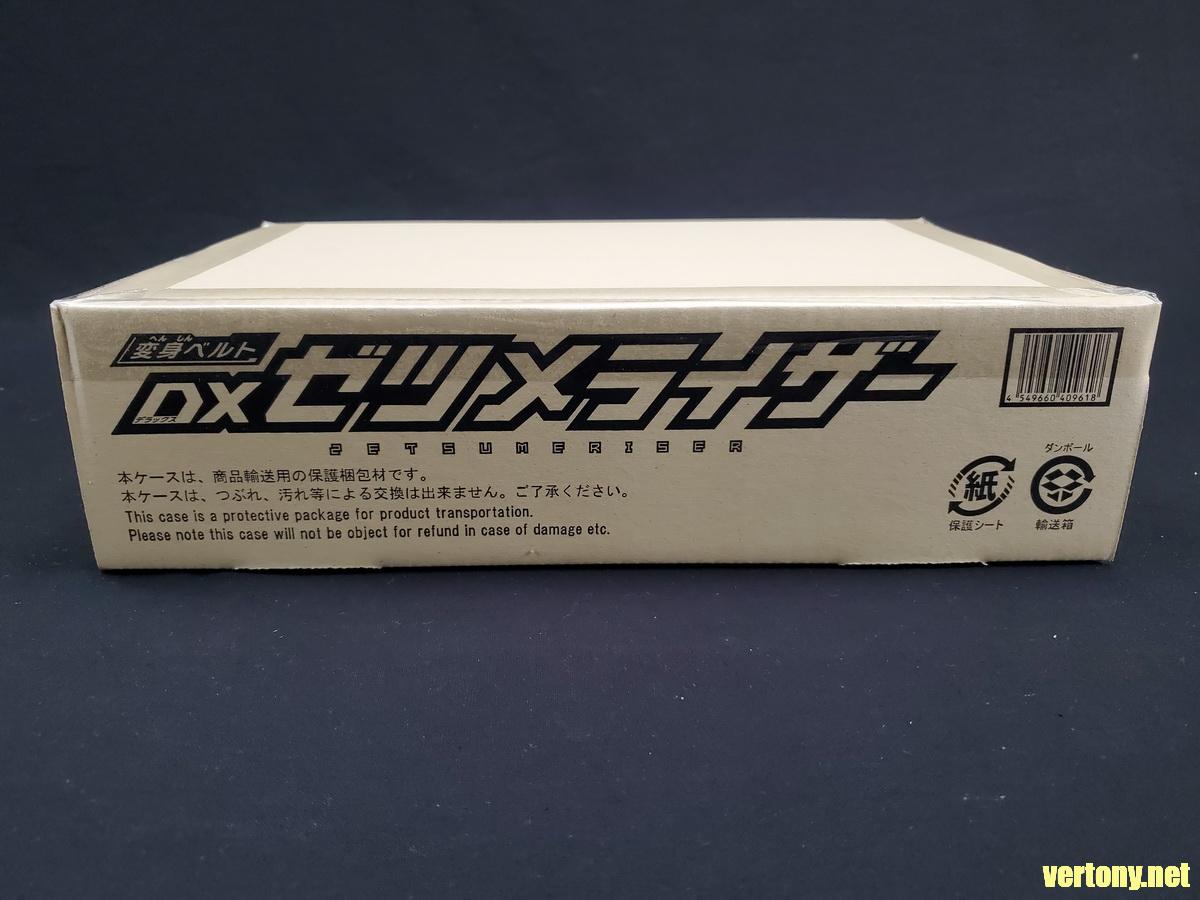 へんしん
変身ベルト
DXゼツメライザー
デラックス
ZETSUMERISER
本ケースは、商品輸送用の保護梱包材です。
本ケースは、つぶれ、汚れ等による交換は出来ません。ご了承ください。
This case is a protective package for product transportation.
Please note this case will not be object for refund in case of damage etc.
4 549660 409618
紙
保護シート
ダンボール
輸送箱
vertony.net